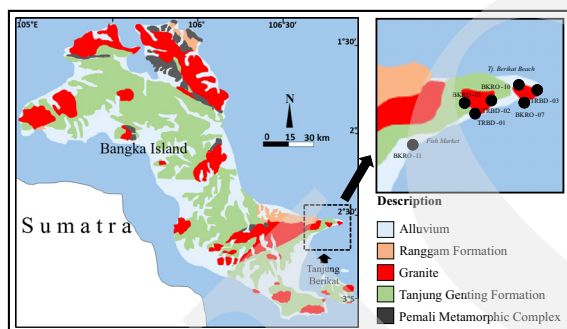 105°E
106°
106°30'
1°30'
N
0 15 30 km
2°
Bangka Island
Sumatra
2°30'
Tanjung
Berikat
3°S
Tj. Berikat Beach
BKRO-10
TRBD-03
TRBD-02
BKRO-07
TRBD-01
Fish Market
BKRO-11
Description
Alluvium
Ranggam Formation
Granite
Tanjung Genting Formation
Pemali Metamorphic Complex